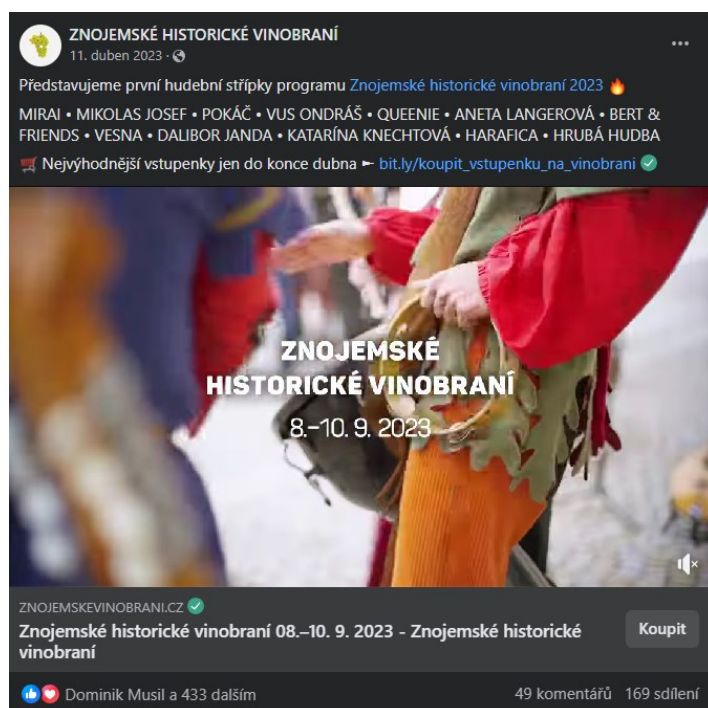 ZNOJEMSKÉ HISTORICKÉ VINOBRANÍ
11. duben 2023 ·
Představujeme první hudební střípky programu Znojemské historické vinobraní 2023 🔥
MIRAI • MIKOLAS JOSEF • POKÁČ • VUS ONDRÁŠ • QUEENIE • ANETA LANGEROVÁ • BERT &
FRIENDS • VESNA • DALIBOR JANDA • KATARÍNA KNECHTOVÁ • HARAFICA • HRUBÁ HUDBA
🛒 Nejvýhodnější vstupenky jen do konce dubna ► bit.ly/koupit_vstupenku_na_vinobrani
ZNOJEMSKÉ
HISTORICKÉ VINOBRANÍ
8.–10. 9. 2023
ZNOJEMSKEVINOBRANI.CZ
Znojemské historické vinobraní 08.–10. 9. 2023 - Znojemské historické
vinobraní
Koupit
Dominik Musil a 433 dalším
49 komentářů 169 sdílení